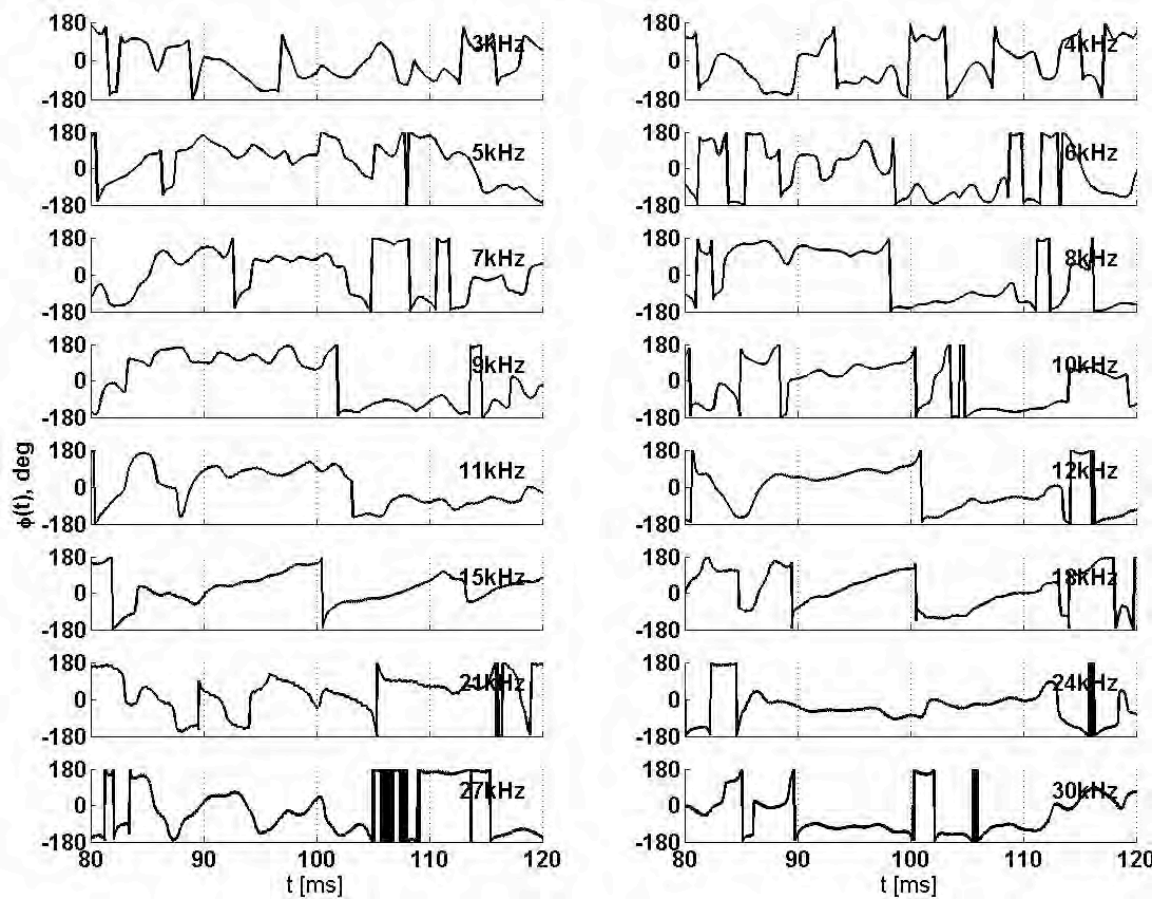 180 3kHz 180 4kHz
0 0
-180 -180
180 180
0 5kHz 0 6kHz
-180 -180
180 7kHz 180 8kHz
0 0
-180 -180
180 9kHz 180 10kHz
0 0
-180 -180
180 11kHz 180 12kHz
0 0
-180 -180
180 15kHz 180 18kHz
0 0
-180 -180
180 21kHz 180 24kHz
0 0
-180 -180
180 27kHz 180 30kHz
0 0
-180 -180
80 90 100 110 120 80 90 100 110 120
t [ms] t [ms]
ϕ(t), deg